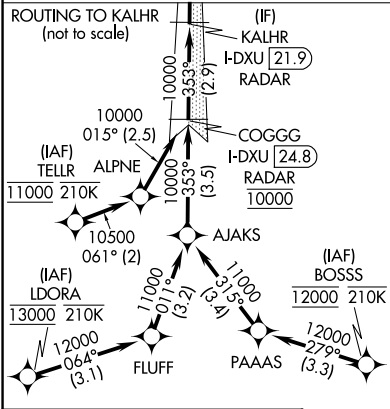 ROUTING TO KALHR
(not to scale)
(IF)
KALHR
I-DXU 21.9
RADAR
10000
353°
(2.9)
COGGG
I-DXU 24.8
RADAR
10000
10000
015° (2.5)
(IAF)
TELLR
11000 210K
ALPNE
10500
061° (2)
10000
353°
(3.5)
AJAKS
(IAF)
LDORA
13000 210K
12000
064°
(3.1)
FLUFF
11000
011°
(3.2)
11000
315°
(3.4)
PAAAS
(IAF)
BOSSS
12000 210K
12000
279°
(3.3)